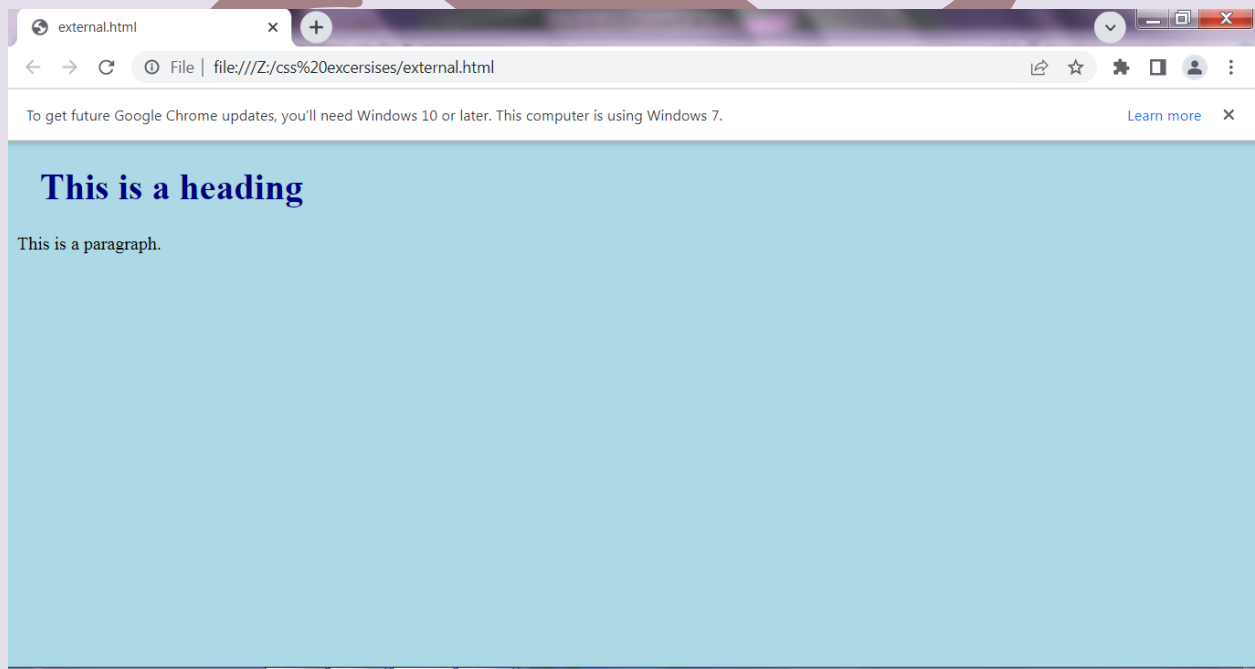 external.html
File | file:///Z:/css%20excersises/external.html
To get future Google Chrome updates, you'll need Windows 10 or later. This computer is using Windows 7. Learn more
This is a heading
This is a paragraph.